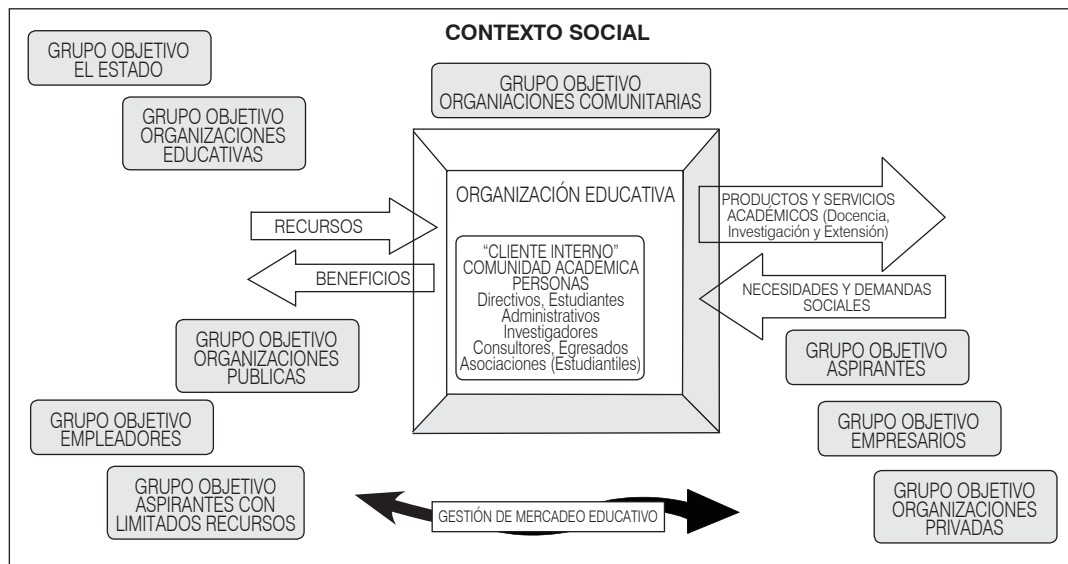 CONTEXTO SOCIAL
GRUPO OBJETIVO
EL ESTADO
GRUPO OBJETIVO
ORGANIACIONES COMUNITARIAS
GRUPO OBJETIVO
ORGANIZACIONES
EDUCATIVAS
ORGANIZACIÓN EDUCATIVA
PRODUCTOS Y SERVICIOS
ACADÉMICOS (Docencia,
Investigación y Extensión)
RECURSOS
BENEFICIOS
"CLIENTE INTERNO"
COMUNIDAD ACADÉMICA
PERSONAS
Directivos, Estudiantes
Administrativos
Investigadores
Consultores, Egresados
Asociaciones (Estudiantiles)
NECESIDADES Y DEMANDAS
SOCIALES
GRUPO OBJETIVO
ORGANIZACIONES
PUBLICAS
GRUPO OBJETIVO
ASPIRANTES
GRUPO OBJETIVO
EMPLEADORES
GRUPO OBJETIVO
EMPRESARIOS
GRUPO OBJETIVO
ASPIRANTES CON
LIMITADOS RECURSOS
GESTIÓN DE MERCADEO EDUCATIVO
GRUPO OBJETIVO
ORGANIZACIONES
PRIVADAS